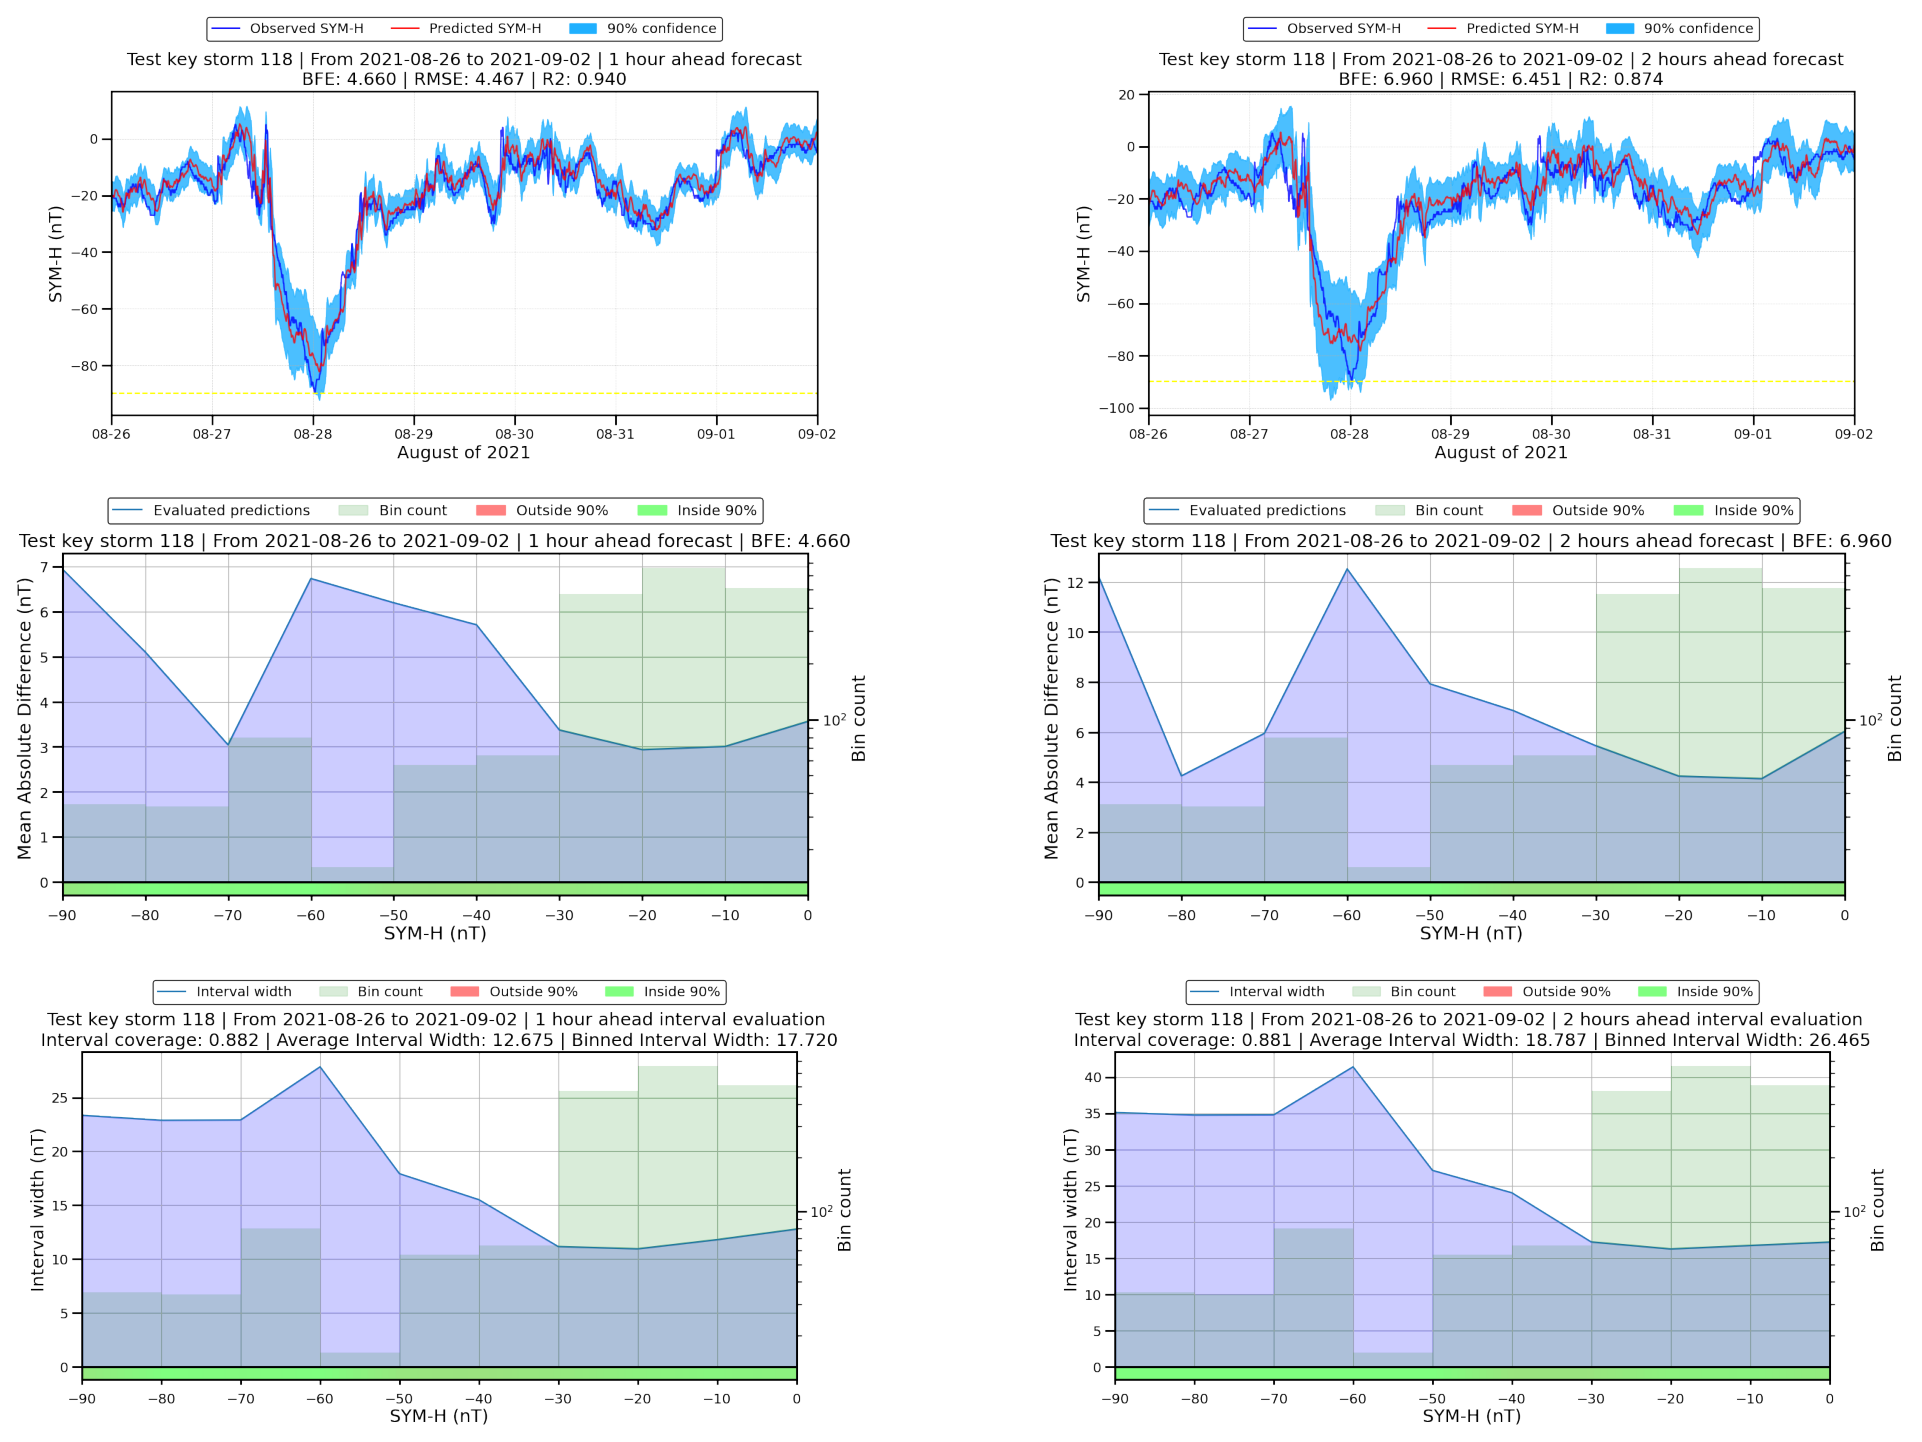 Observed SYM-H Predicted SYM-H 90% confidence
Test key storm 118 | From 2021-08-26 to 2021-09-02 | 1 hour ahead forecast
BFE: 4.660 | RMSE: 4.467 | R2: 0.940
0
−20
−40
−60
−80
SYM-H (nT)
08-26 08-27 08-28 08-29 08-30 08-31 09-01 09-02
August of 2021
Observed SYM-H Predicted SYM-H 90% confidence
Test key storm 118 | From 2021-08-26 to 2021-09-02 | 2 hours ahead forecast
BFE: 6.960 | RMSE: 6.451 | R2: 0.874
20
0
−20
−40
−60
−80
−100
SYM-H (nT)
08-26 08-27 08-28 08-29 08-30 08-31 09-01 09-02
August of 2021
Evaluated predictions Bin count Outside 90% Inside 90%
Test key storm 118 | From 2021-08-26 to 2021-09-02 | 1 hour ahead forecast | BFE: 4.660
7
6
5
4
3
2
1
0
Mean Absolute Difference (nT)
10²
Bin count
−90 −80 −70 −60 −50 −40 −30 −20 −10 0
SYM-H (nT)
Evaluated predictions Bin count Outside 90% Inside 90%
Test key storm 118 | From 2021-08-26 to 2021-09-02 | 2 hours ahead forecast | BFE: 6.960
12
10
8
6
4
2
0
Mean Absolute Difference (nT)
10²
Bin count
−90 −80 −70 −60 −50 −40 −30 −20 −10 0
SYM-H (nT)
Interval width Bin count Outside 90% Inside 90%
Test key storm 118 | From 2021-08-26 to 2021-09-02 | 1 hour ahead interval evaluation
Interval coverage: 0.882 | Average Interval Width: 12.675 | Binned Interval Width: 17.720
25
20
15
10
5
0
Interval width (nT)
10²
Bin count
−90 −80 −70 −60 −50 −40 −30 −20 −10 0
SYM-H (nT)
Interval width Bin count Outside 90% Inside 90%
Test key storm 118 | From 2021-08-26 to 2021-09-02 | 2 hours ahead interval evaluation
Interval coverage: 0.881 | Average Interval Width: 18.787 | Binned Interval Width: 26.465
40
35
30
25
20
15
10
5
0
Interval width (nT)
10²
Bin count
−90 −80 −70 −60 −50 −40 −30 −20 −10 0
SYM-H (nT)